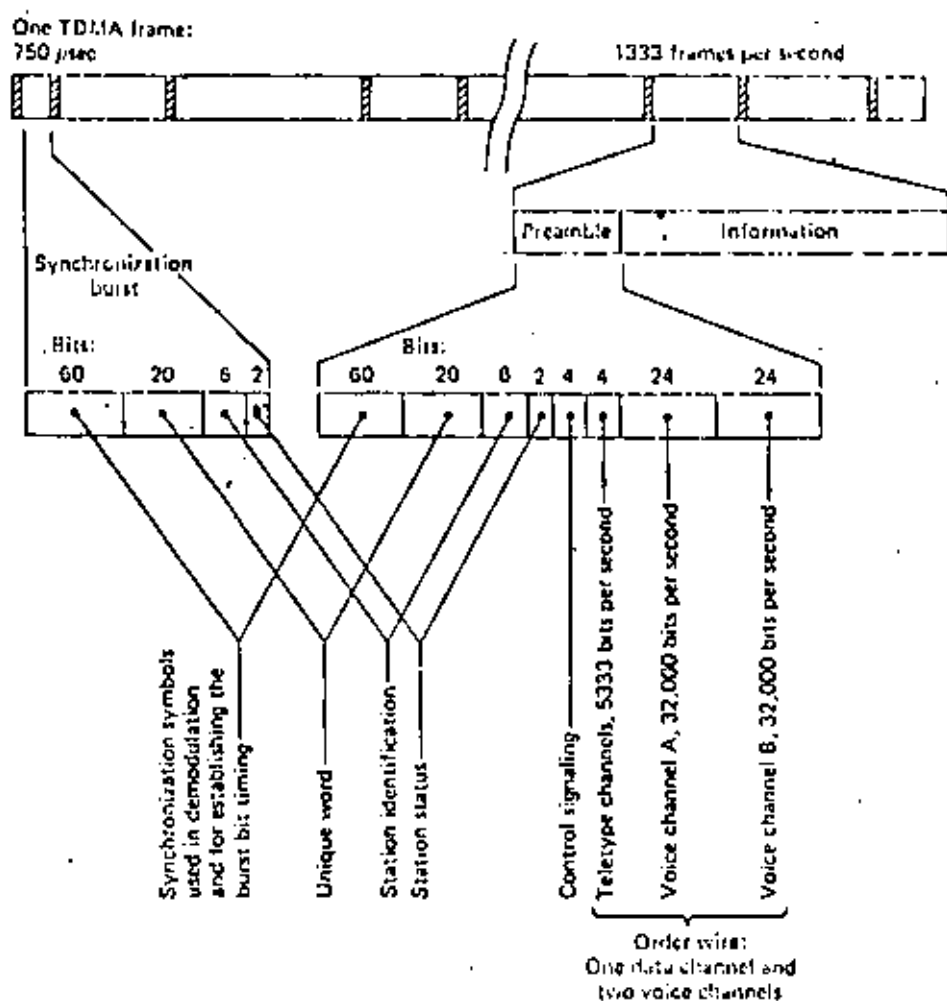 One TDMA frame:
750 µsec
1333 frames per second
Preamble
Information
Synchronization
burst
Bits:
60 20 6 2
Bits:
60 20 6 2 4 4 24 24
Synchronization symbols
used in demodulation
and for establishing the
burst bit timing
Unique word
Station identification
Station status
Control signaling
Teletype channels, 5333 bits per second
Voice channel A, 32,000 bits per second
Voice channel B, 32,000 bits per second
Order wire:
One data channel and
two voice channels